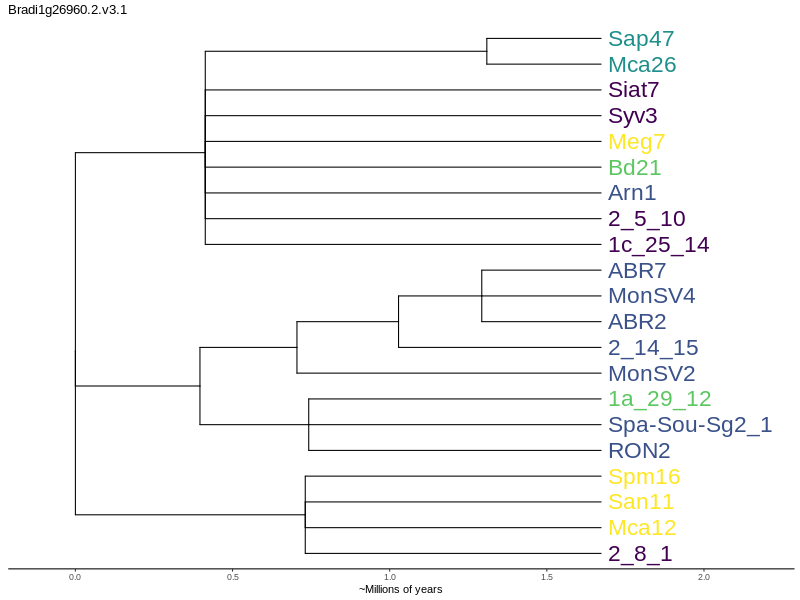 Bradi1g26960.2.v3.1
Sap47
Mca26
Siat7
Syv3
Meg7
Bd21
Arn1
2_5_10
1c_25_14
ABR7
MonSV4
ABR2
2_14_15
MonSV2
1a_29_12
Spa-Sou-Sg2_1
RON2
Spm16
San11
Mca12
2_8_1
0.0 0.5 1.0 1.5 2.0
~Millions of years